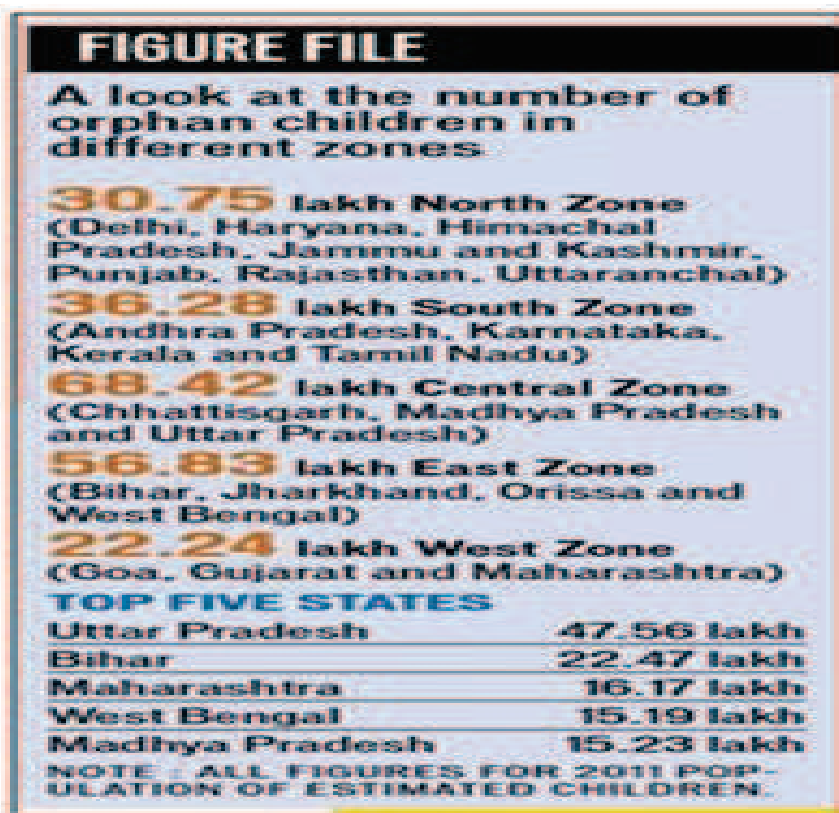 FIGURE FILE
A look at the number of
orphan children in
different zones
30.75 lakh North Zone
(Delhi, Haryana, Himachal
Pradesh, Jammu and Kashmir,
Punjab, Rajasthan, Uttaranchal)
36.28 lakh South Zone
(Andhra Pradesh, Karnataka,
Kerala and Tamil Nadu)
68.42 lakh Central Zone
(Chhattisgarh, Madhya Pradesh
and Uttar Pradesh)
56.83 lakh East Zone
(Bihar, Jharkhand, Orissa and
West Bengal)
22.24 lakh West Zone
(Goa, Gujarat and Maharashtra)
TOP FIVE STATES
Uttar Pradesh 47.56 lakh
Bihar 22.47 lakh
Maharashtra 16.17 lakh
West Bengal 15.19 lakh
Madhya Pradesh 15.23 lakh
NOTE : ALL FIGURES FOR 2011 POP-
ULATION OF ESTIMATED CHILDREN.